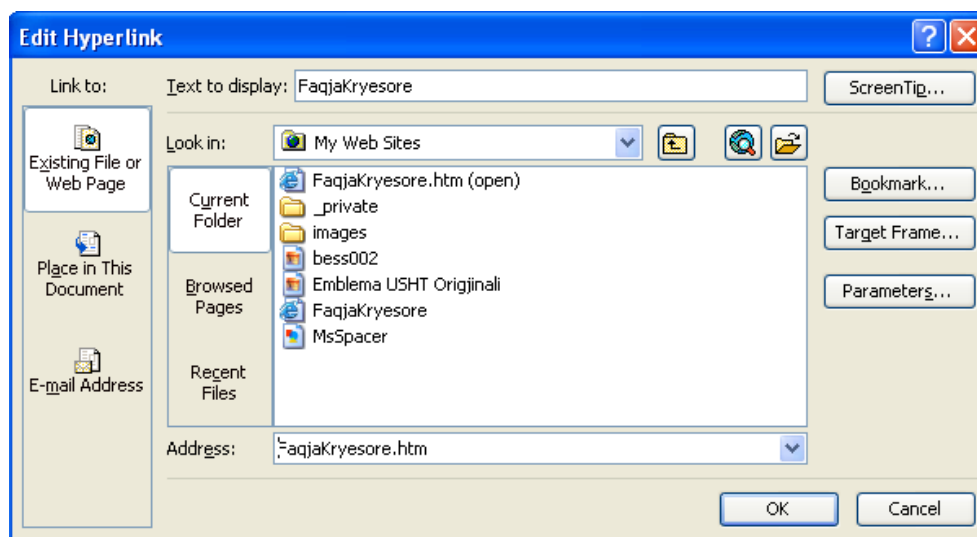 Edit Hyperlink
Link to:
Text to display: FaqjaKryesore
ScreenTip...
Existing File or
Web Page
Look in: My Web Sites
Current
Folder
FaqjaKryesore.htm (open)
_private
images
bess002
Emblema USHT Origjinali
FaqjaKryesore
MsSpacer
Bookmark...
Target Frame...
Parameters...
Place in This
Document
Browsed
Pages
E-mail Address
Recent
Files
Address: FaqjaKryesore.htm
OK
Cancel